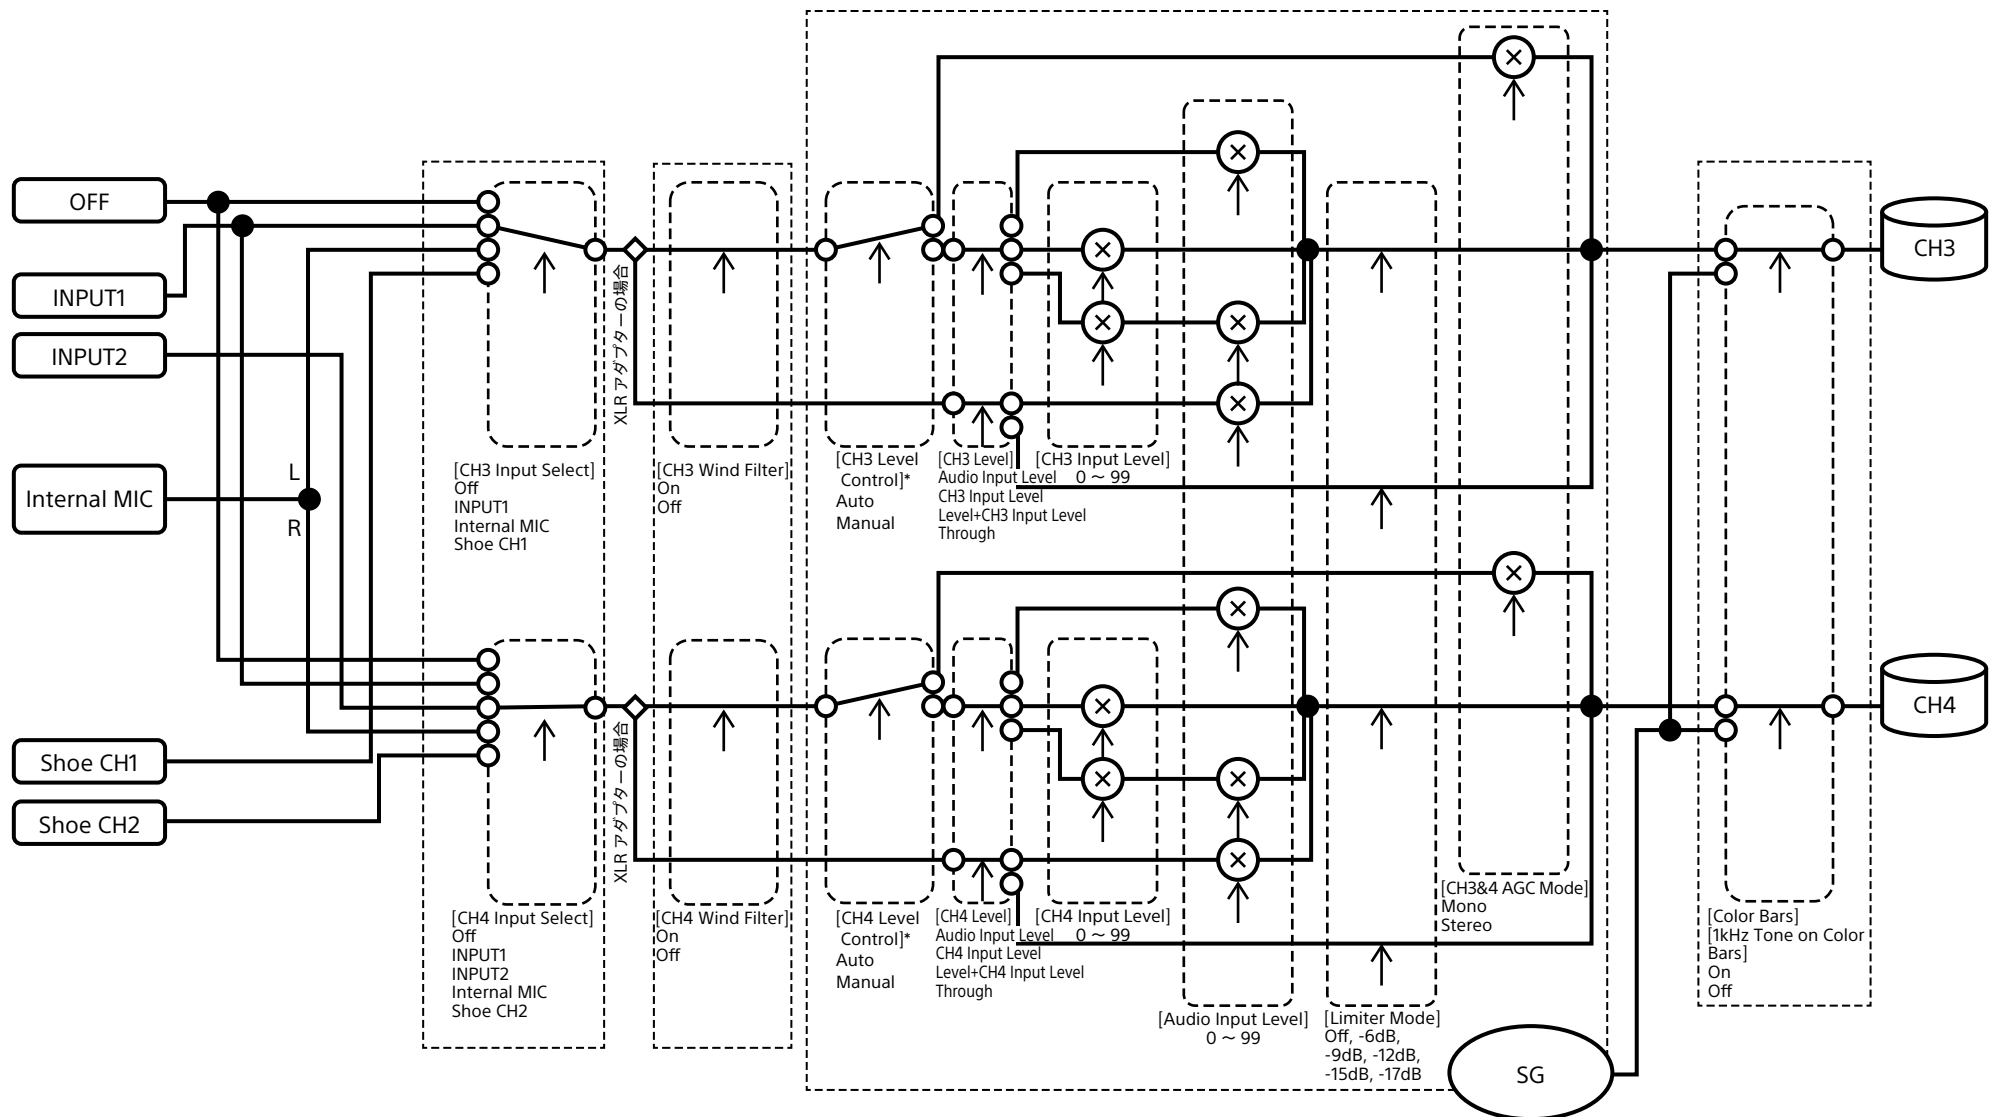 OFF
INPUT1
INPUT2
Internal MIC
L
R
Shoe CH1
Shoe CH2
[CH3 Input Select]
Off
INPUT1
Internal MIC
Shoe CH1
XLR アダプターの場合
[CH3 Wind Filter]
On
Off
[CH3 Level
Control]*
Auto
Manual
[CH3 Level]
Audio Input Level
CH3 Input Level
Level+CH3 Input Level
Through
[CH3 Input Level]
0 ~ 99
CH3
[CH4 Input Select]
Off
INPUT1
INPUT2
Internal MIC
Shoe CH2
XLR アダプターの場合
[CH4 Wind Filter]
On
Off
[CH4 Level
Control]*
Auto
Manual
[CH4 Level]
Audio Input Level
CH4 Input Level
Level+CH4 Input Level
Through
[CH4 Input Level]
0 ~ 99
[Audio Input Level]
0 ~ 99
[Limiter Mode]
Off, -6dB,
-9dB, -12dB,
-15dB, -17dB
[CH3&4 AGC Mode]
Mono
Stereo
SG
[Color Bars]
[1kHz Tone on Color
Bars]
On
Off
CH4